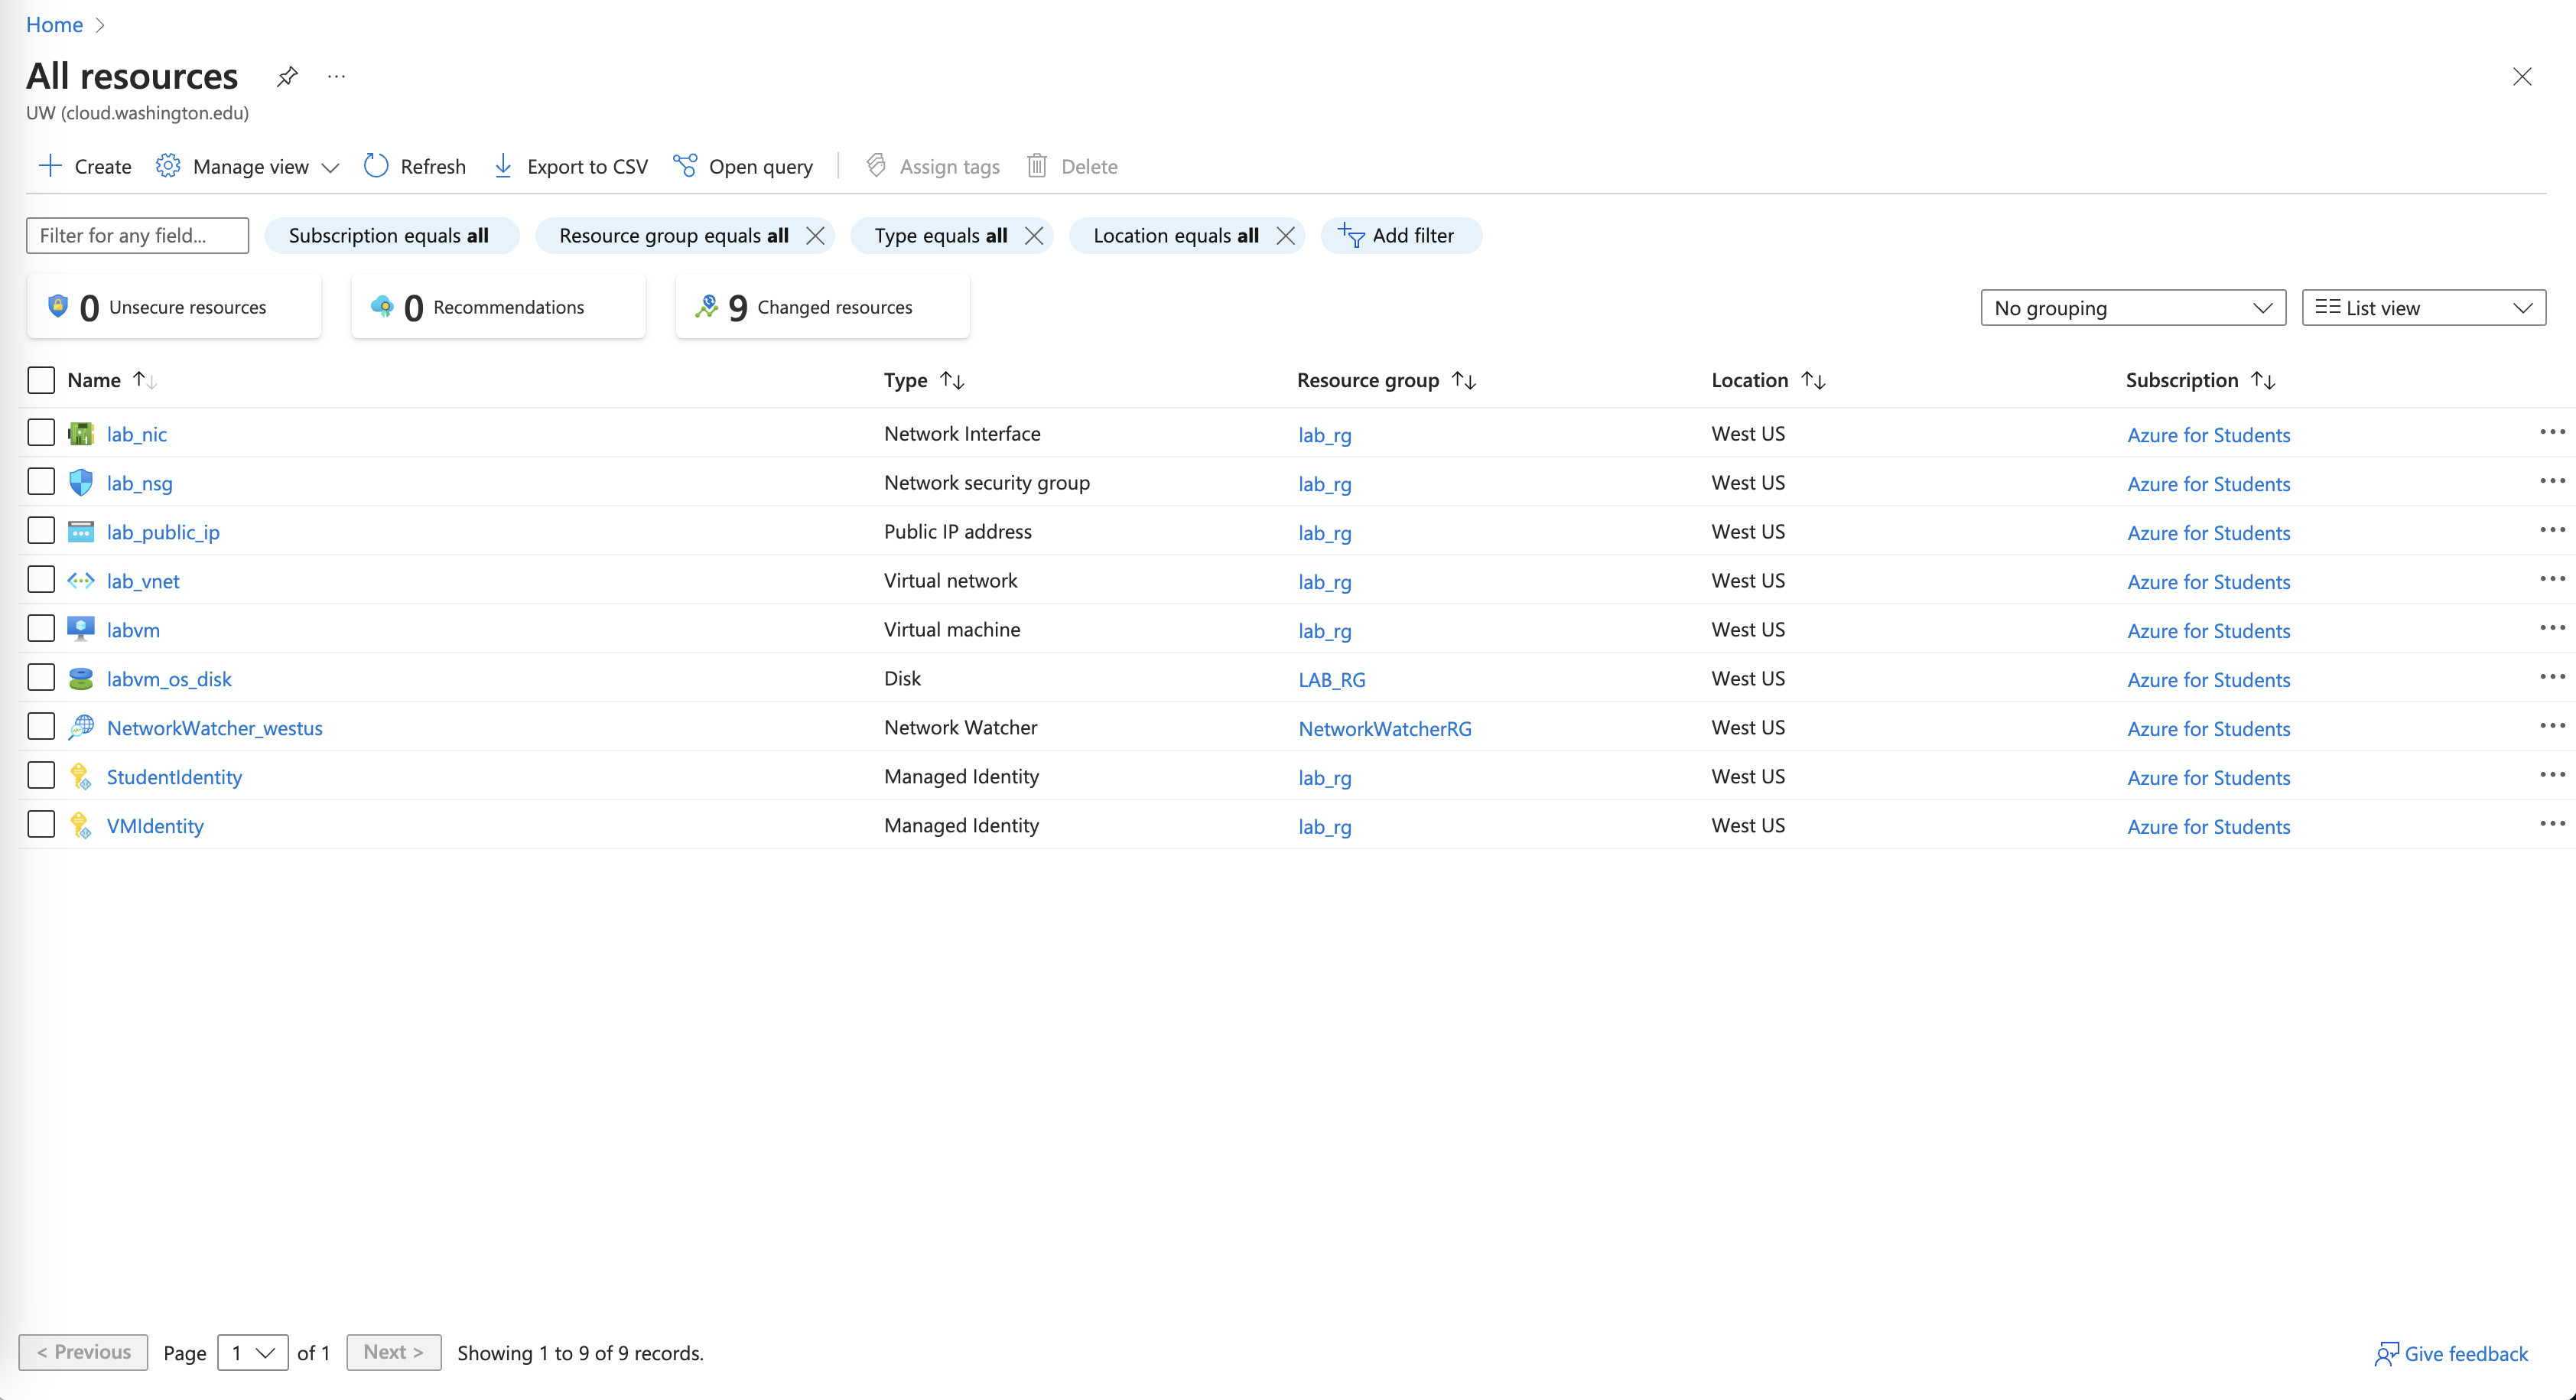 Home
All resources
UW (cloud.washington.edu)
Create Manage view Refresh Export to CSV Open query Assign tags Delete
Filter for any field... Subscription equals all Resource group equals all Type equals all Location equals all Add filter
0 Unsecure resources 0 Recommendations 9 Changed resources No grouping List view
Name Type Resource group Location Subscription
lab_nic Network Interface lab_rg West US Azure for Students
lab_nsg Network security group lab_rg West US Azure for Students
lab_public_ip Public IP address lab_rg West US Azure for Students
lab_vnet Virtual network lab_rg West US Azure for Students
labvm Virtual machine lab_rg West US Azure for Students
labvm_os_disk Disk LAB_RG West US Azure for Students
NetworkWatcher_westus Network Watcher NetworkWatcherRG West US Azure for Students
StudentIdentity Managed Identity lab_rg West US Azure for Students
VMIdentity Managed Identity lab_rg West US Azure for Students
< Previous Page 1 of 1 Next > Showing 1 to 9 of 9 records. Give feedback